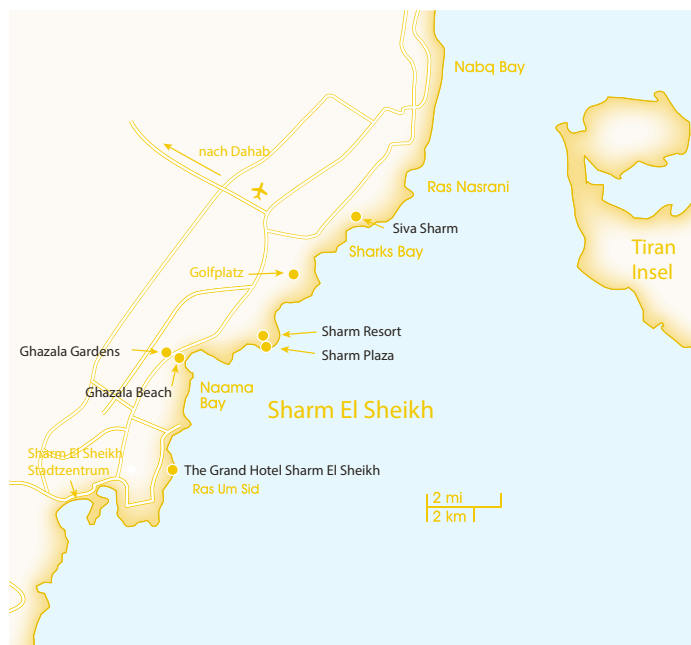 Nabq Bay
nach Dahab
Ras Nasrani
Siva Sharm
Sharks Bay
Tiran
Insel
Golfplatz
Sharm Resort
Ghazala Gardens
Sharm Plaza
Ghazala Beach
Naama
Bay
Sharm El Sheikh
Sharm El Sheikh
Stadtzentrum
The Grand Hotel Sharm El Sheikh
Ras Um Sid
2 mi
2 km